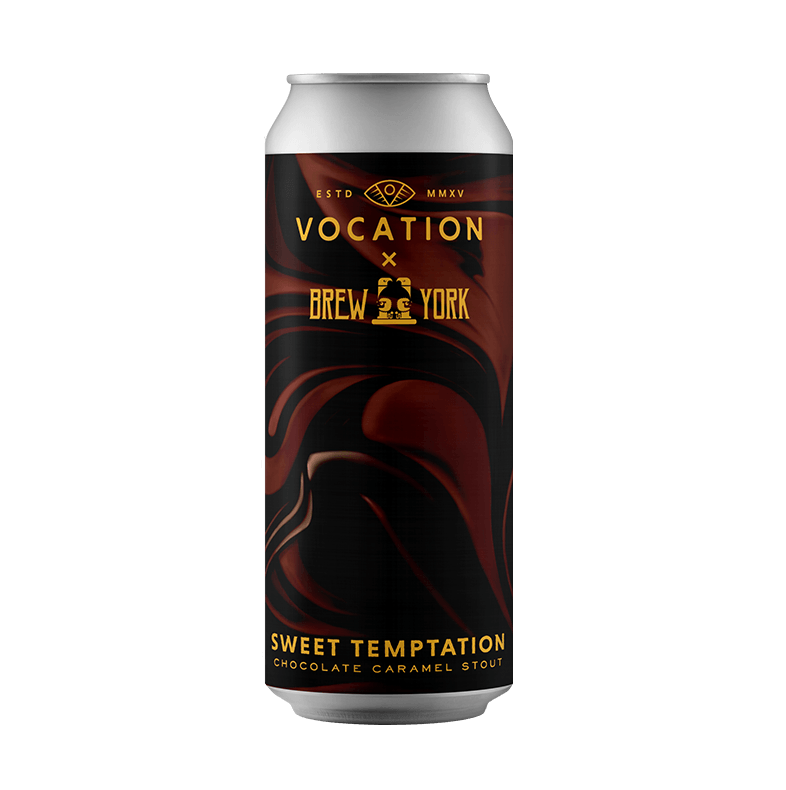 ESTD MMXV
VOCATION
×
BREW YORK
SWEET TEMPTATION
CHOCOLATE CARAMEL STOUT